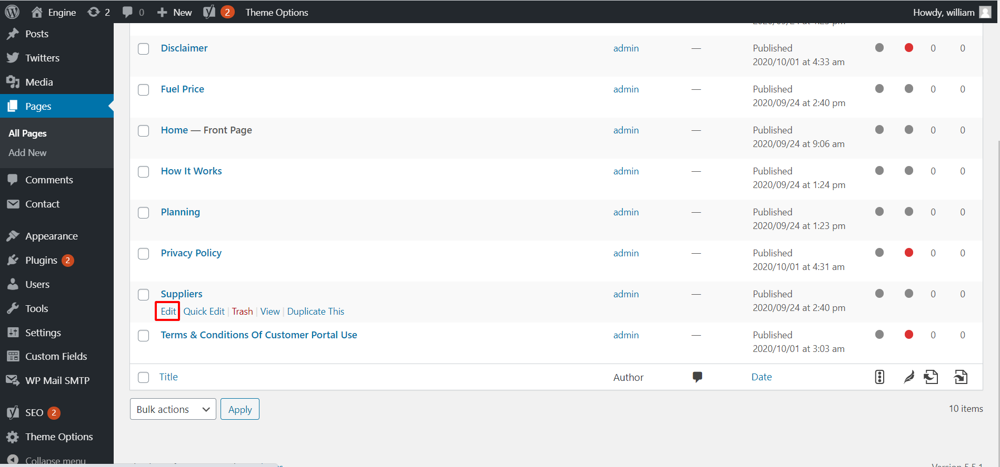 Engine 2 0 New 2 Theme Options Howdy, william
Posts
Twitters
Media
Pages
All Pages
Add New
Comments
Contact
Appearance
Plugins 2
Users
Tools
Settings
Custom Fields
WP Mail SMTP
SEO 2
Theme Options
Collapse menu
Disclaimer admin — Published 0 0
2020/10/01 at 4:33 am
Fuel Price admin — Published 0 0
2020/09/24 at 2:40 pm
Home — Front Page admin — Published 0 0
2020/09/24 at 9:06 am
How It Works admin — Published 0 0
2020/09/24 at 1:24 pm
Planning admin — Published 0 0
2020/09/24 at 1:23 pm
Privacy Policy admin — Published 0 0
2020/10/01 at 4:31 am
Suppliers admin — Published 0 0
Edit Quick Edit | Trash | View | Duplicate This 2020/09/24 at 2:40 pm
Terms & Conditions Of Customer Portal Use admin — Published 0 0
2020/10/01 at 3:03 am
Title Author Date
Bulk actions Apply 10 items
Version 5.5.1